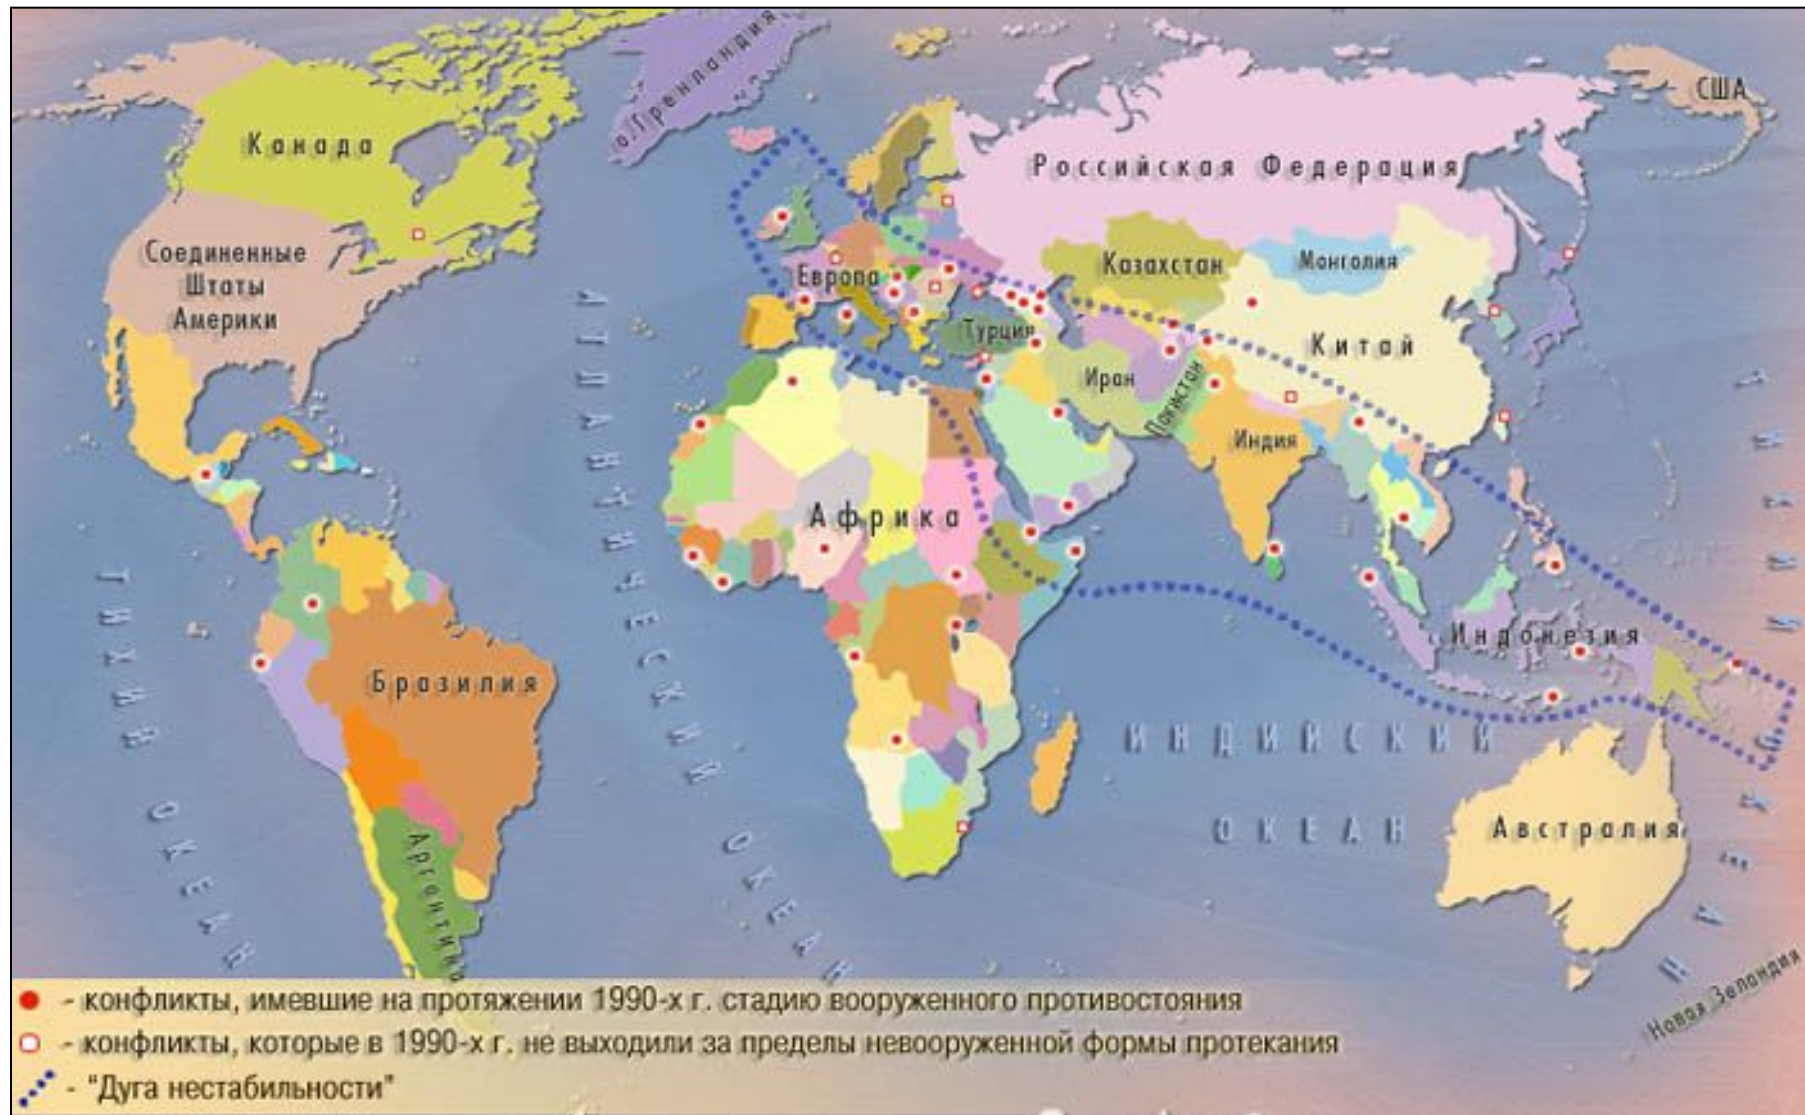 о. Гренландия
США
Канада
Российская Федерация
Соединенные
Штаты
Америки
Казахстан
Монголия
Европа
Турция
Китай
Иран
Пакистан
Индия
АТЛАНТИЧЕСКИЙ ОКЕАН
Африка
ТИХИЙ ОКЕАН
Индонезия
Бразилия
ИНДИЙСКИЙ
ОКЕАН
Австралия
Аргентина
Новая Зеландия
- конфликты, имевшие на протяжении 1990-х г. стадию вооруженного противостояния
- конфликты, которые в 1990-х г. не выходили за пределы невооруженной формы протекания
- "Дуга нестабильности"